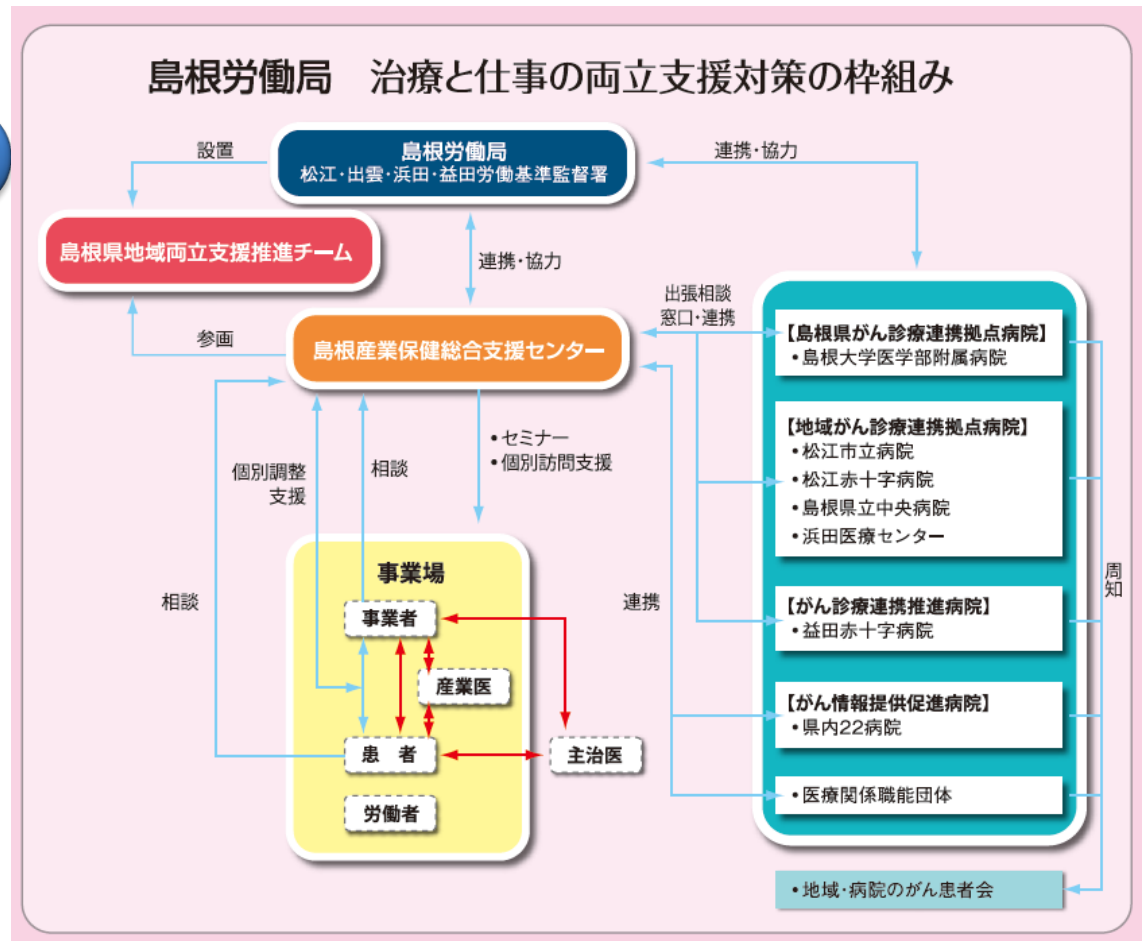 島根労働局 治療と仕事の両立支援対策の枠組み
設置
島根労働局
松江・出雲・浜田・益田労働基準監督署
連携・協力
島根県地域両立支援推進チーム
連携・協力
参画
島根産業保健総合支援センター
出張相談
窓口・連携
【島根県がん診療連携拠点病院】
・島根大学医学部附属病院
【地域がん診療連携拠点病院】
・松江市立病院
・松江赤十字病院
・島根県立中央病院
・浜田医療センター
個別調整
支援
相談
・セミナー
・個別訪問支援
相談
事業場
事業者
産業医
患 者
主治医
労働者
連携
周知
【がん診療連携推進病院】
・益田赤十字病院
【がん情報提供促進病院】
・県内22病院
・医療関係職能団体
・地域・病院のがん患者会